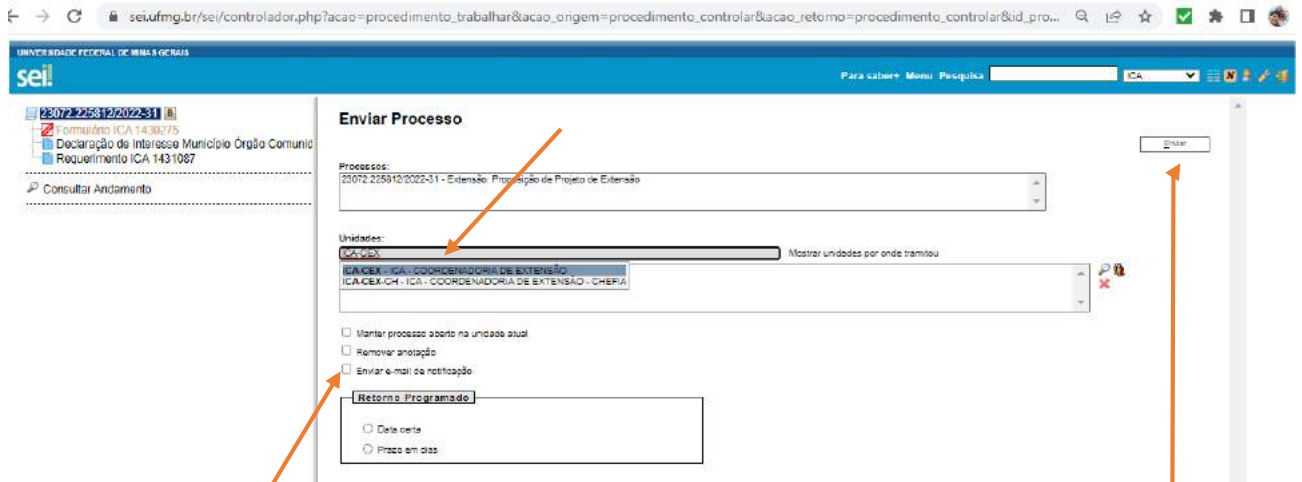 sei.ufmg.br/sei/controlador.php?acao=procedimento_trabalhar&acao_origem=procedimento_controlar&acao_retorno=procedimento_controlar&id_pro...
UNIVERSIDADE FEDERAL DE MINAS GERAIS
sei!
Para saber+ Menu Pesquisa
ICA
23072.225812/2022-31
Formulário ICA 1430275
Declaração de Interesse Município Órgão Comunid
Requerimento ICA 1431087
Consultar Andamento
Enviar Processo
Enviar
Processos:
23072.225812/2022-31 - Extensão: Proposição de Projeto de Extensão
Unidades:
ICA-CEX
Mostrar unidades por onde tramitou
ICA-CEX - ICA - COORDENADORIA DE EXTENSÃO
ICA-CEX-CH - ICA - COORDENADORIA DE EXTENSÃO - CHEFIA
Manter processo aberto na unidade atual
Remover anotação
Enviar e-mail de notificação
Retorno Programado
Data certa
Prazo em dias